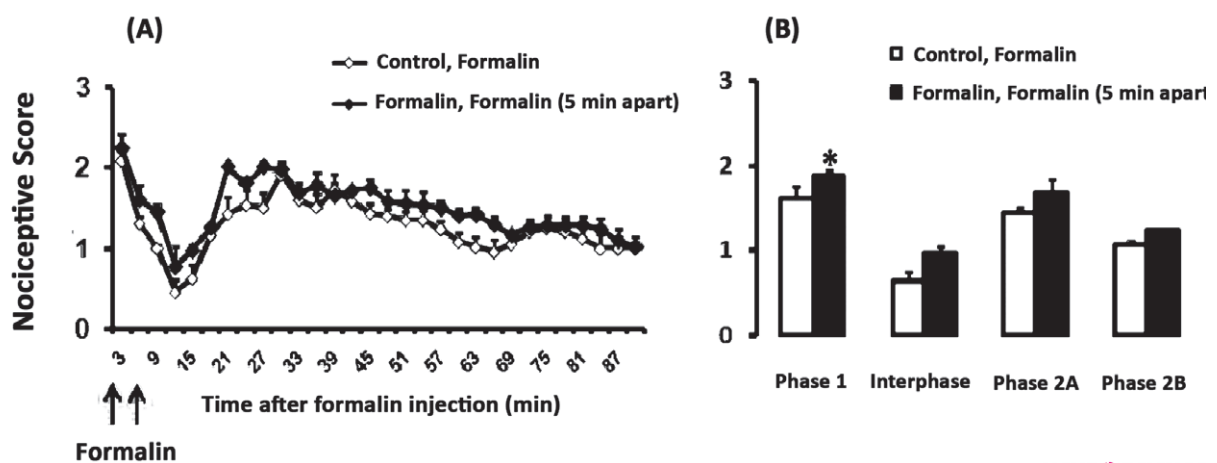 (A)
Control, Formalin
Formalin, Formalin (5 min apart)
Nociceptive Score
3
2
1
0
3 9 15 21 27 33 39 45 51 57 63 69 75 81 87
Time after formalin injection (min)
Formalin
(B)
Control, Formalin
Formalin, Formalin (5 min apart
3
2
1
0
*
Phase 1 Interphase Phase 2A Phase 2B